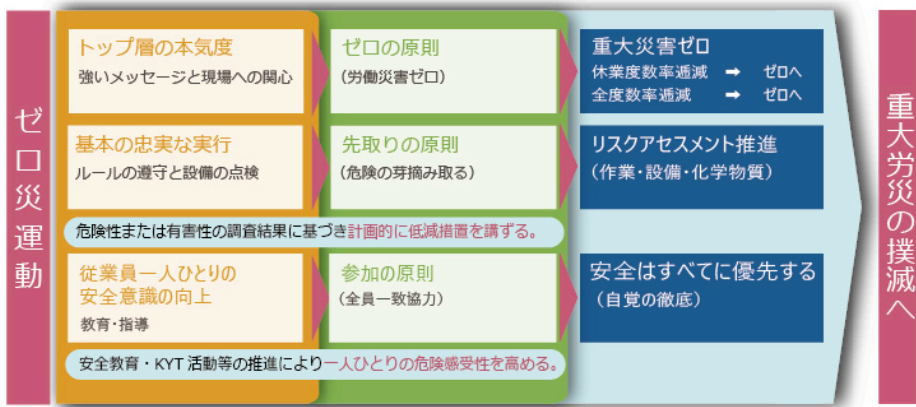 ゼロ災運動
トップ層の本気度
強いメッセージと現場への関心
ゼロの原則
(労働災害ゼロ)
重大災害ゼロ
休業度数率逓減 ➡ ゼロへ
全度数率逓減 ➡ ゼロへ
基本の忠実な実行
ルールの遵守と設備の点検
先取りの原則
(危険の芽摘み取る)
リスクアセスメント推進
(作業・設備・化学物質)
危険性または有害性の調査結果に基づき計画的に低減措置を講ずる。
従業員一人ひとりの
安全意識の向上
教育・指導
参加の原則
(全員一致協力)
安全はすべてに優先する
(自覚の徹底)
安全教育・KYT 活動等の推進により一人ひとりの危険感受性を高める。
重大労災の撲滅へ